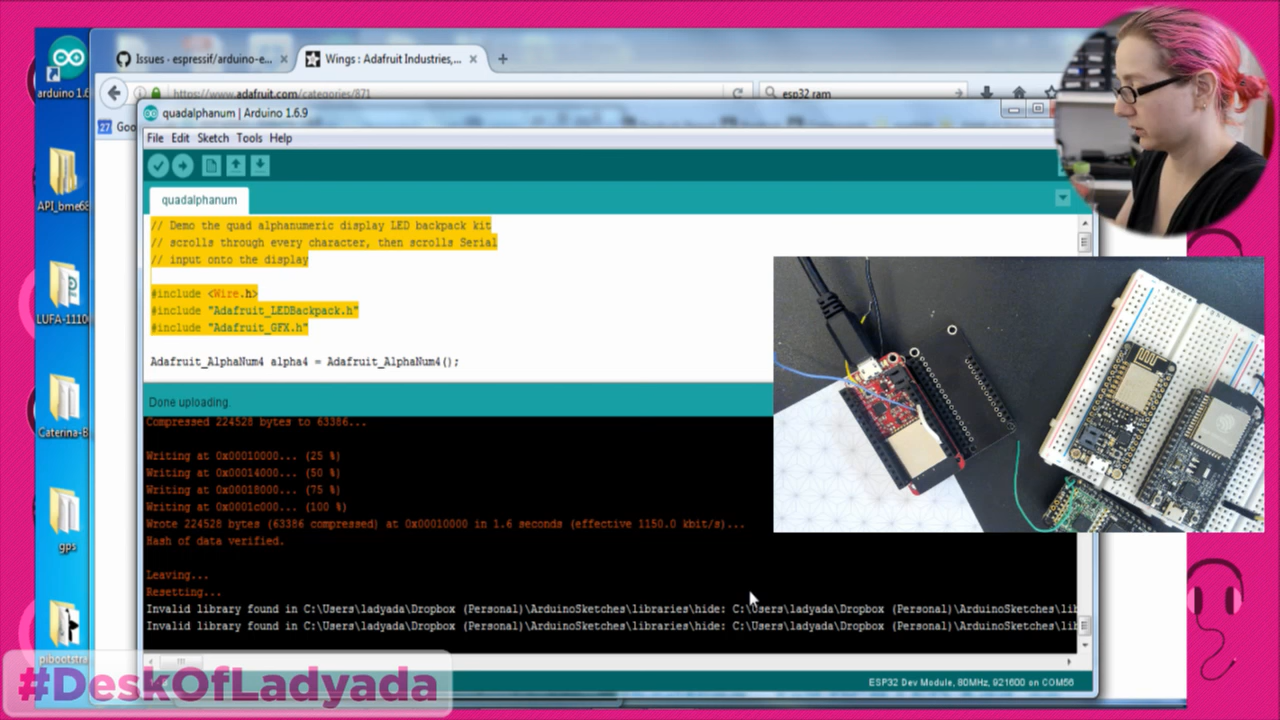 arduino 1.6
API_bme68
LUFA-11100
Caterina-B
gps
pibootstra
Issues - espressif/arduino-e...
Wings : Adafruit Industries,...
https://www.adafruit.com/categories/871
esp32 ram
27 Goo
quadalphanum | Arduino 1.6.9
File Edit Sketch Tools Help
quadalphanum
// Demo the quad alphanumeric display LED backpack kit
// scrolls through every character, then scrolls Serial
// input onto the display
#include <Wire.h>
#include "Adafruit_LEDBackpack.h"
#include "Adafruit_GFX.h"
Adafruit_AlphaNum4 alpha4 = Adafruit_AlphaNum4();
Done uploading.
Compressed 224528 bytes to 63386...
Writing at 0x00010000... (25 %)
Writing at 0x00014000... (50 %)
Writing at 0x00018000... (75 %)
Writing at 0x0001c000... (100 %)
Wrote 224528 bytes (63386 compressed) at 0x00010000 in 1.6 seconds (effective 1150.0 kbit/s)...
Hash of data verified.
Leaving...
Resetting...
Invalid library found in C:\Users\ladyada\Dropbox (Personal)\ArduinoSketches\libraries\hide: C:\Users\ladyada\Dropbox (Personal)\ArduinoSketches\lib
Invalid library found in C:\Users\ladyada\Dropbox (Personal)\ArduinoSketches\libraries\hide: C:\Users\ladyada\Dropbox (Personal)\ArduinoSketches\lib
ESP32 Dev Module, 80MHz, 921600 on COM56
#DeskOfLadyada